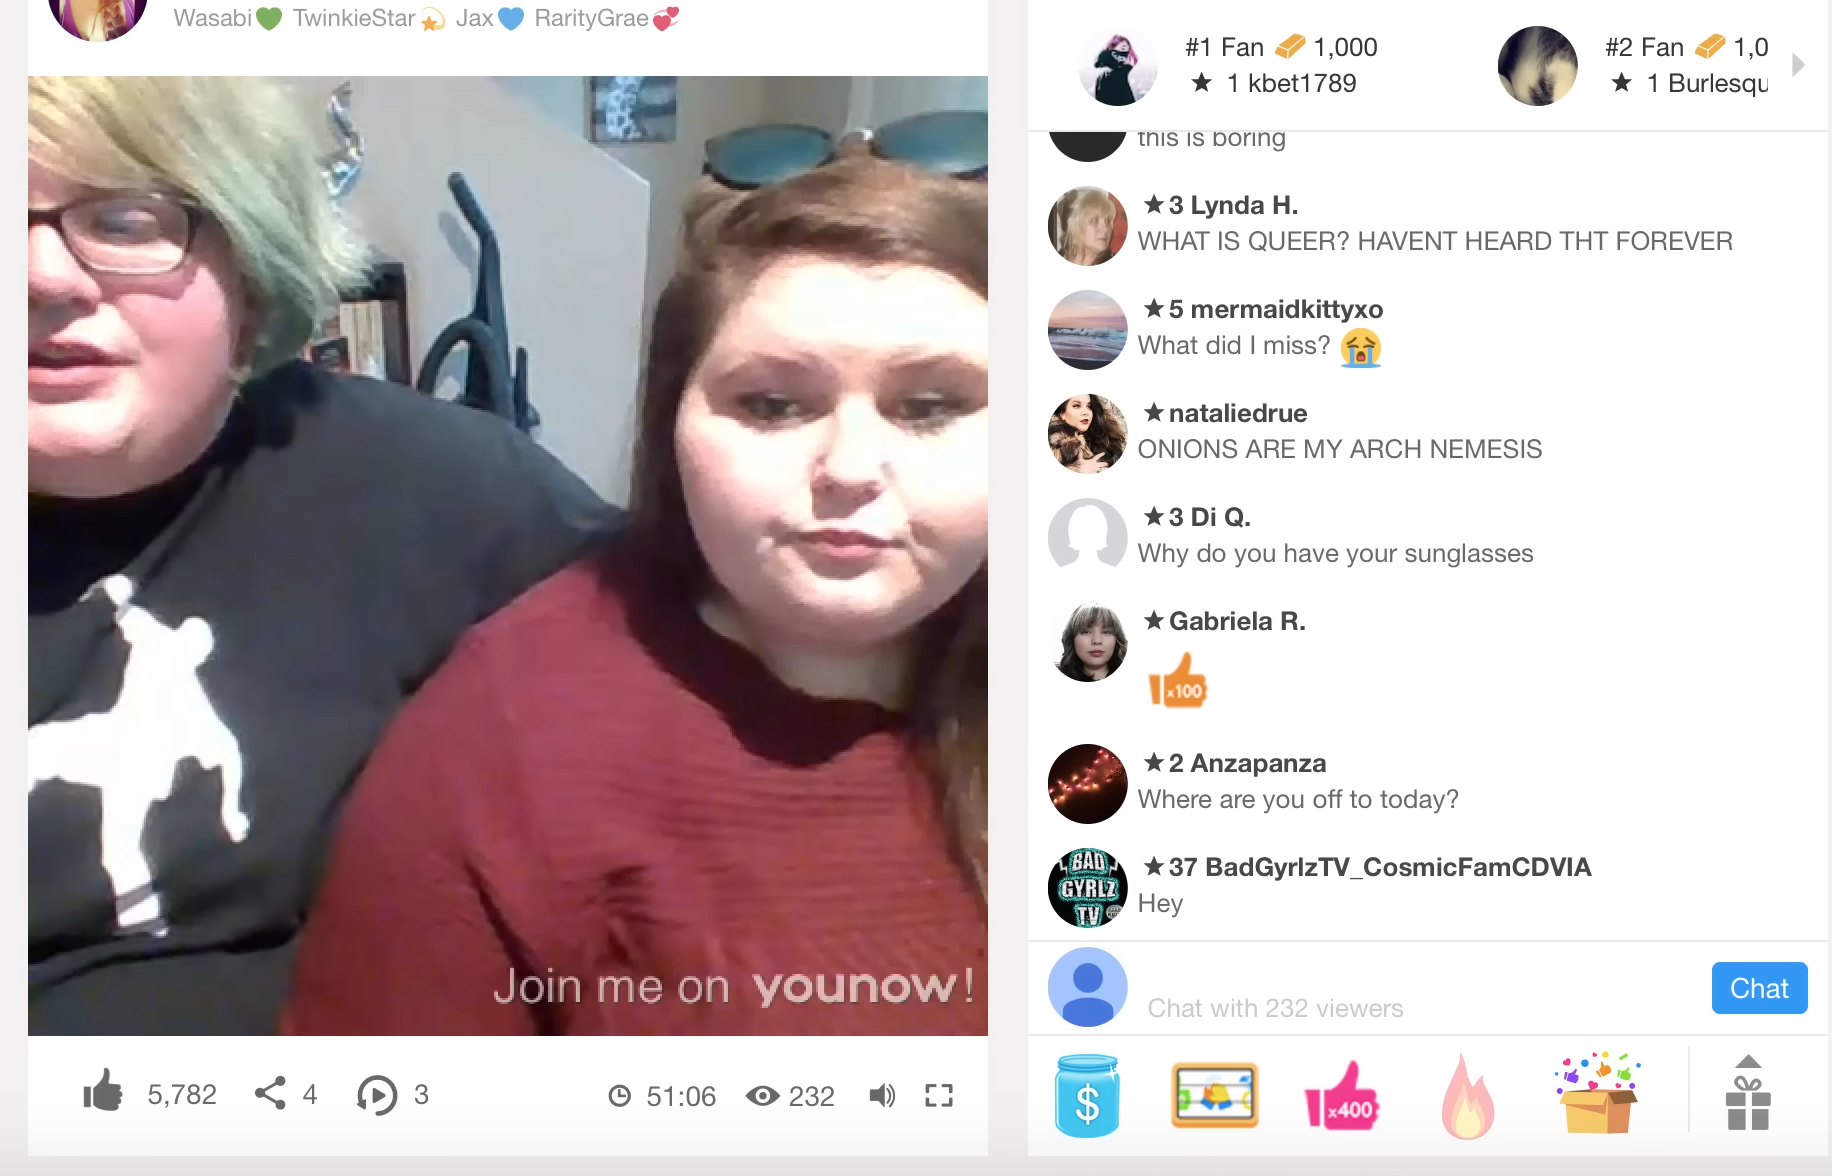 Wasabi💚 TwinkieStar💫 Jax💙 RarityGrae💞
Join me on younow!
5,782
4
3
51:06
232
#1 Fan 1,000
★ 1 kbet1789
#2 Fan 1,0
★ 1 Burlesqu
this is boring
★3 Lynda H.
WHAT IS QUEER? HAVENT HEARD THT FOREVER
★5 mermaidkittyxo
What did I miss? 😭
★nataliedrue
ONIONS ARE MY ARCH NEMESIS
★3 Di Q.
Why do you have your sunglasses
★Gabriela R.
x100
★2 Anzapanza
Where are you off to today?
BAD
GYRLZ
TV
★37 BadGyrlzTV_CosmicFamCDVIA
Hey
Chat with 232 viewers
Chat
$
x400